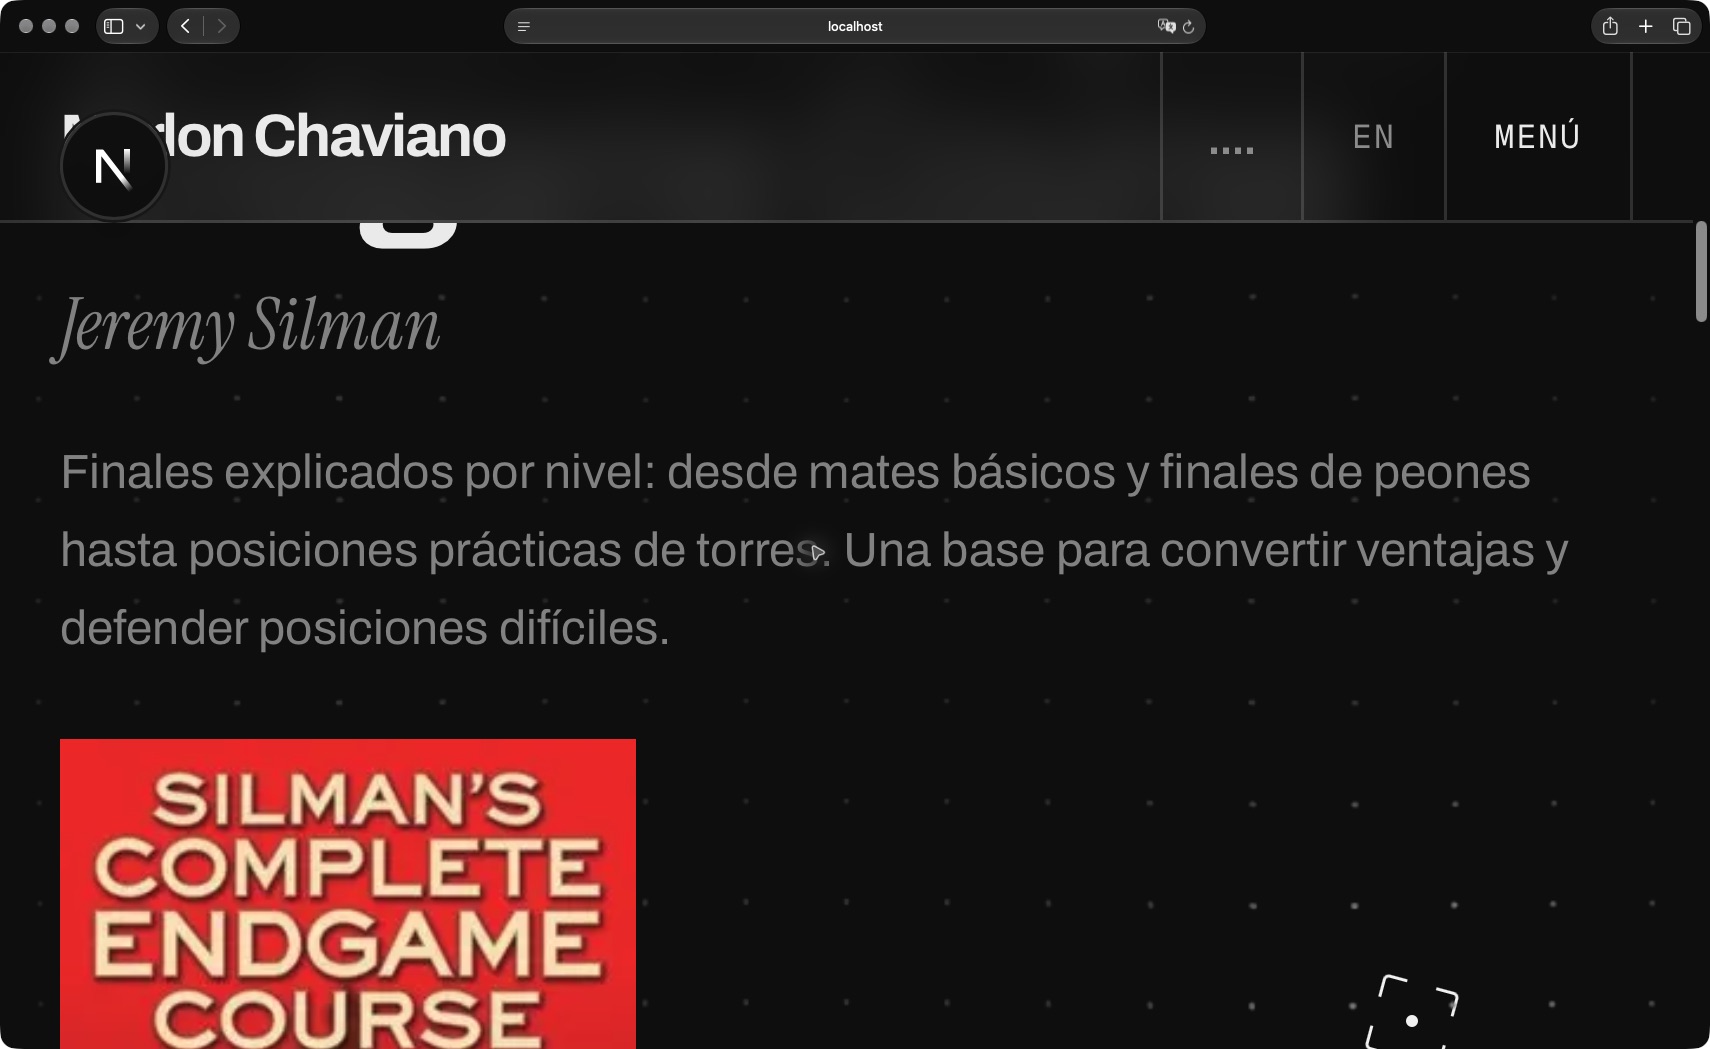 localhost
Chaviano
EN
MENÚ
Jeremy Silman
Finales explicados por nivel: desde mates básicos y finales de peones
hasta posiciones prácticas de torres. Una base para convertir ventajas y
defender posiciones difíciles.
SILMAN’S
COMPLETE
ENDGAME
COURSE